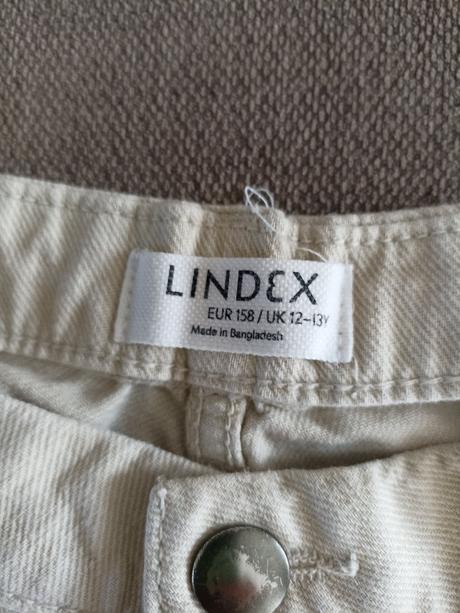 LINDEX
EUR 158 / UK 12-13Y
Made in Bangladesh